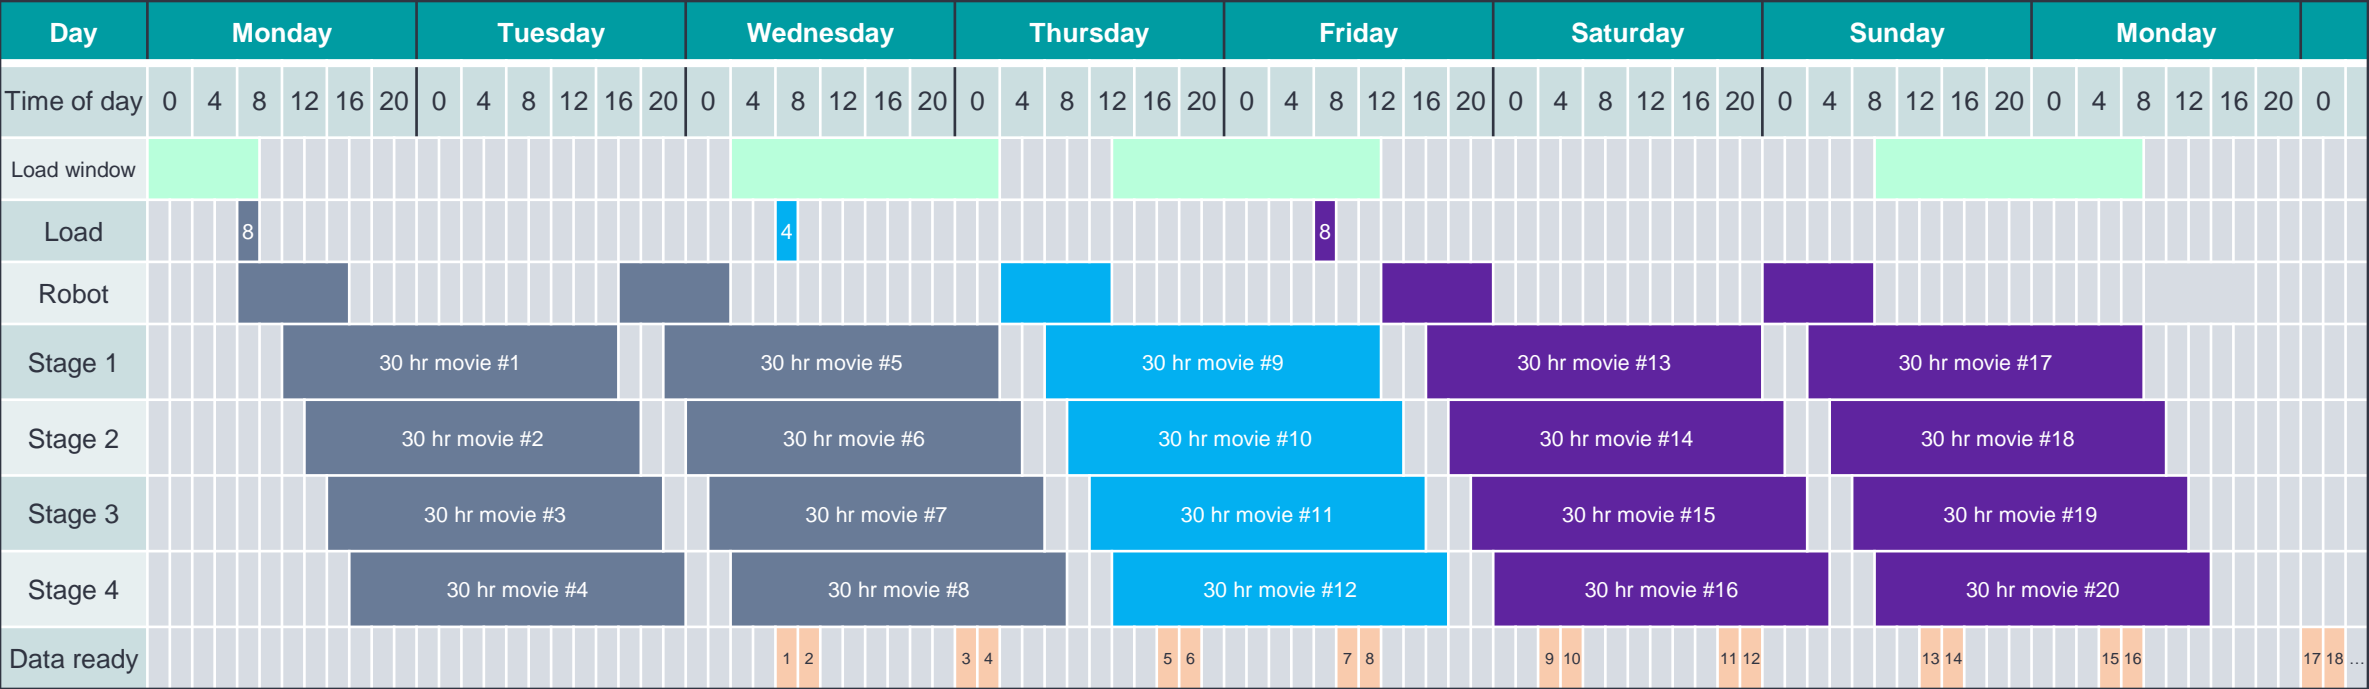 Day Monday Tuesday Wednesday Thursday Friday Saturday Sunday Monday
Time of day 0 4 8 12 16 20 0 4 8 12 16 20 0 4 8 12 16 20 0 4 8 12 16 20 0 4 8 12 16 20 0 4 8 12 16 20 0 4 8 12 16 20 0 4 8 12 16 20 0
Load window
Load 8 4 8
Robot
Stage 1 30 hr movie #1 30 hr movie #5 30 hr movie #9 30 hr movie #13 30 hr movie #17
Stage 2 30 hr movie #2 30 hr movie #6 30 hr movie #10 30 hr movie #14 30 hr movie #18
Stage 3 30 hr movie #3 30 hr movie #7 30 hr movie #11 30 hr movie #15 30 hr movie #19
Stage 4 30 hr movie #4 30 hr movie #8 30 hr movie #12 30 hr movie #16 30 hr movie #20
Data ready 1 2 3 4 5 6 7 8 9 10 11 12 13 14 15 16 17 18 ...